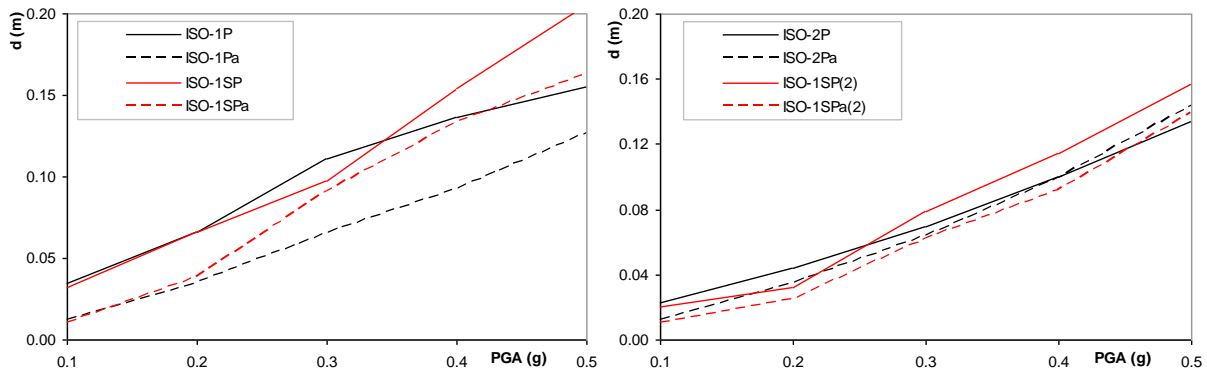 0.20
0.15
0.10
0.05
0.00
d (m)
ISO-1P
ISO-1Pa
ISO-1SP
ISO-1SPa
0.1
0.2
0.3
0.4
0.5
PGA (g)
0.20
0.16
0.12
0.08
0.04
0.00
d (m)
ISO-2P
ISO-2Pa
ISO-1SP(2)
ISO-1SPa(2)
0.1
0.2
0.3
0.4
0.5
PGA (g)